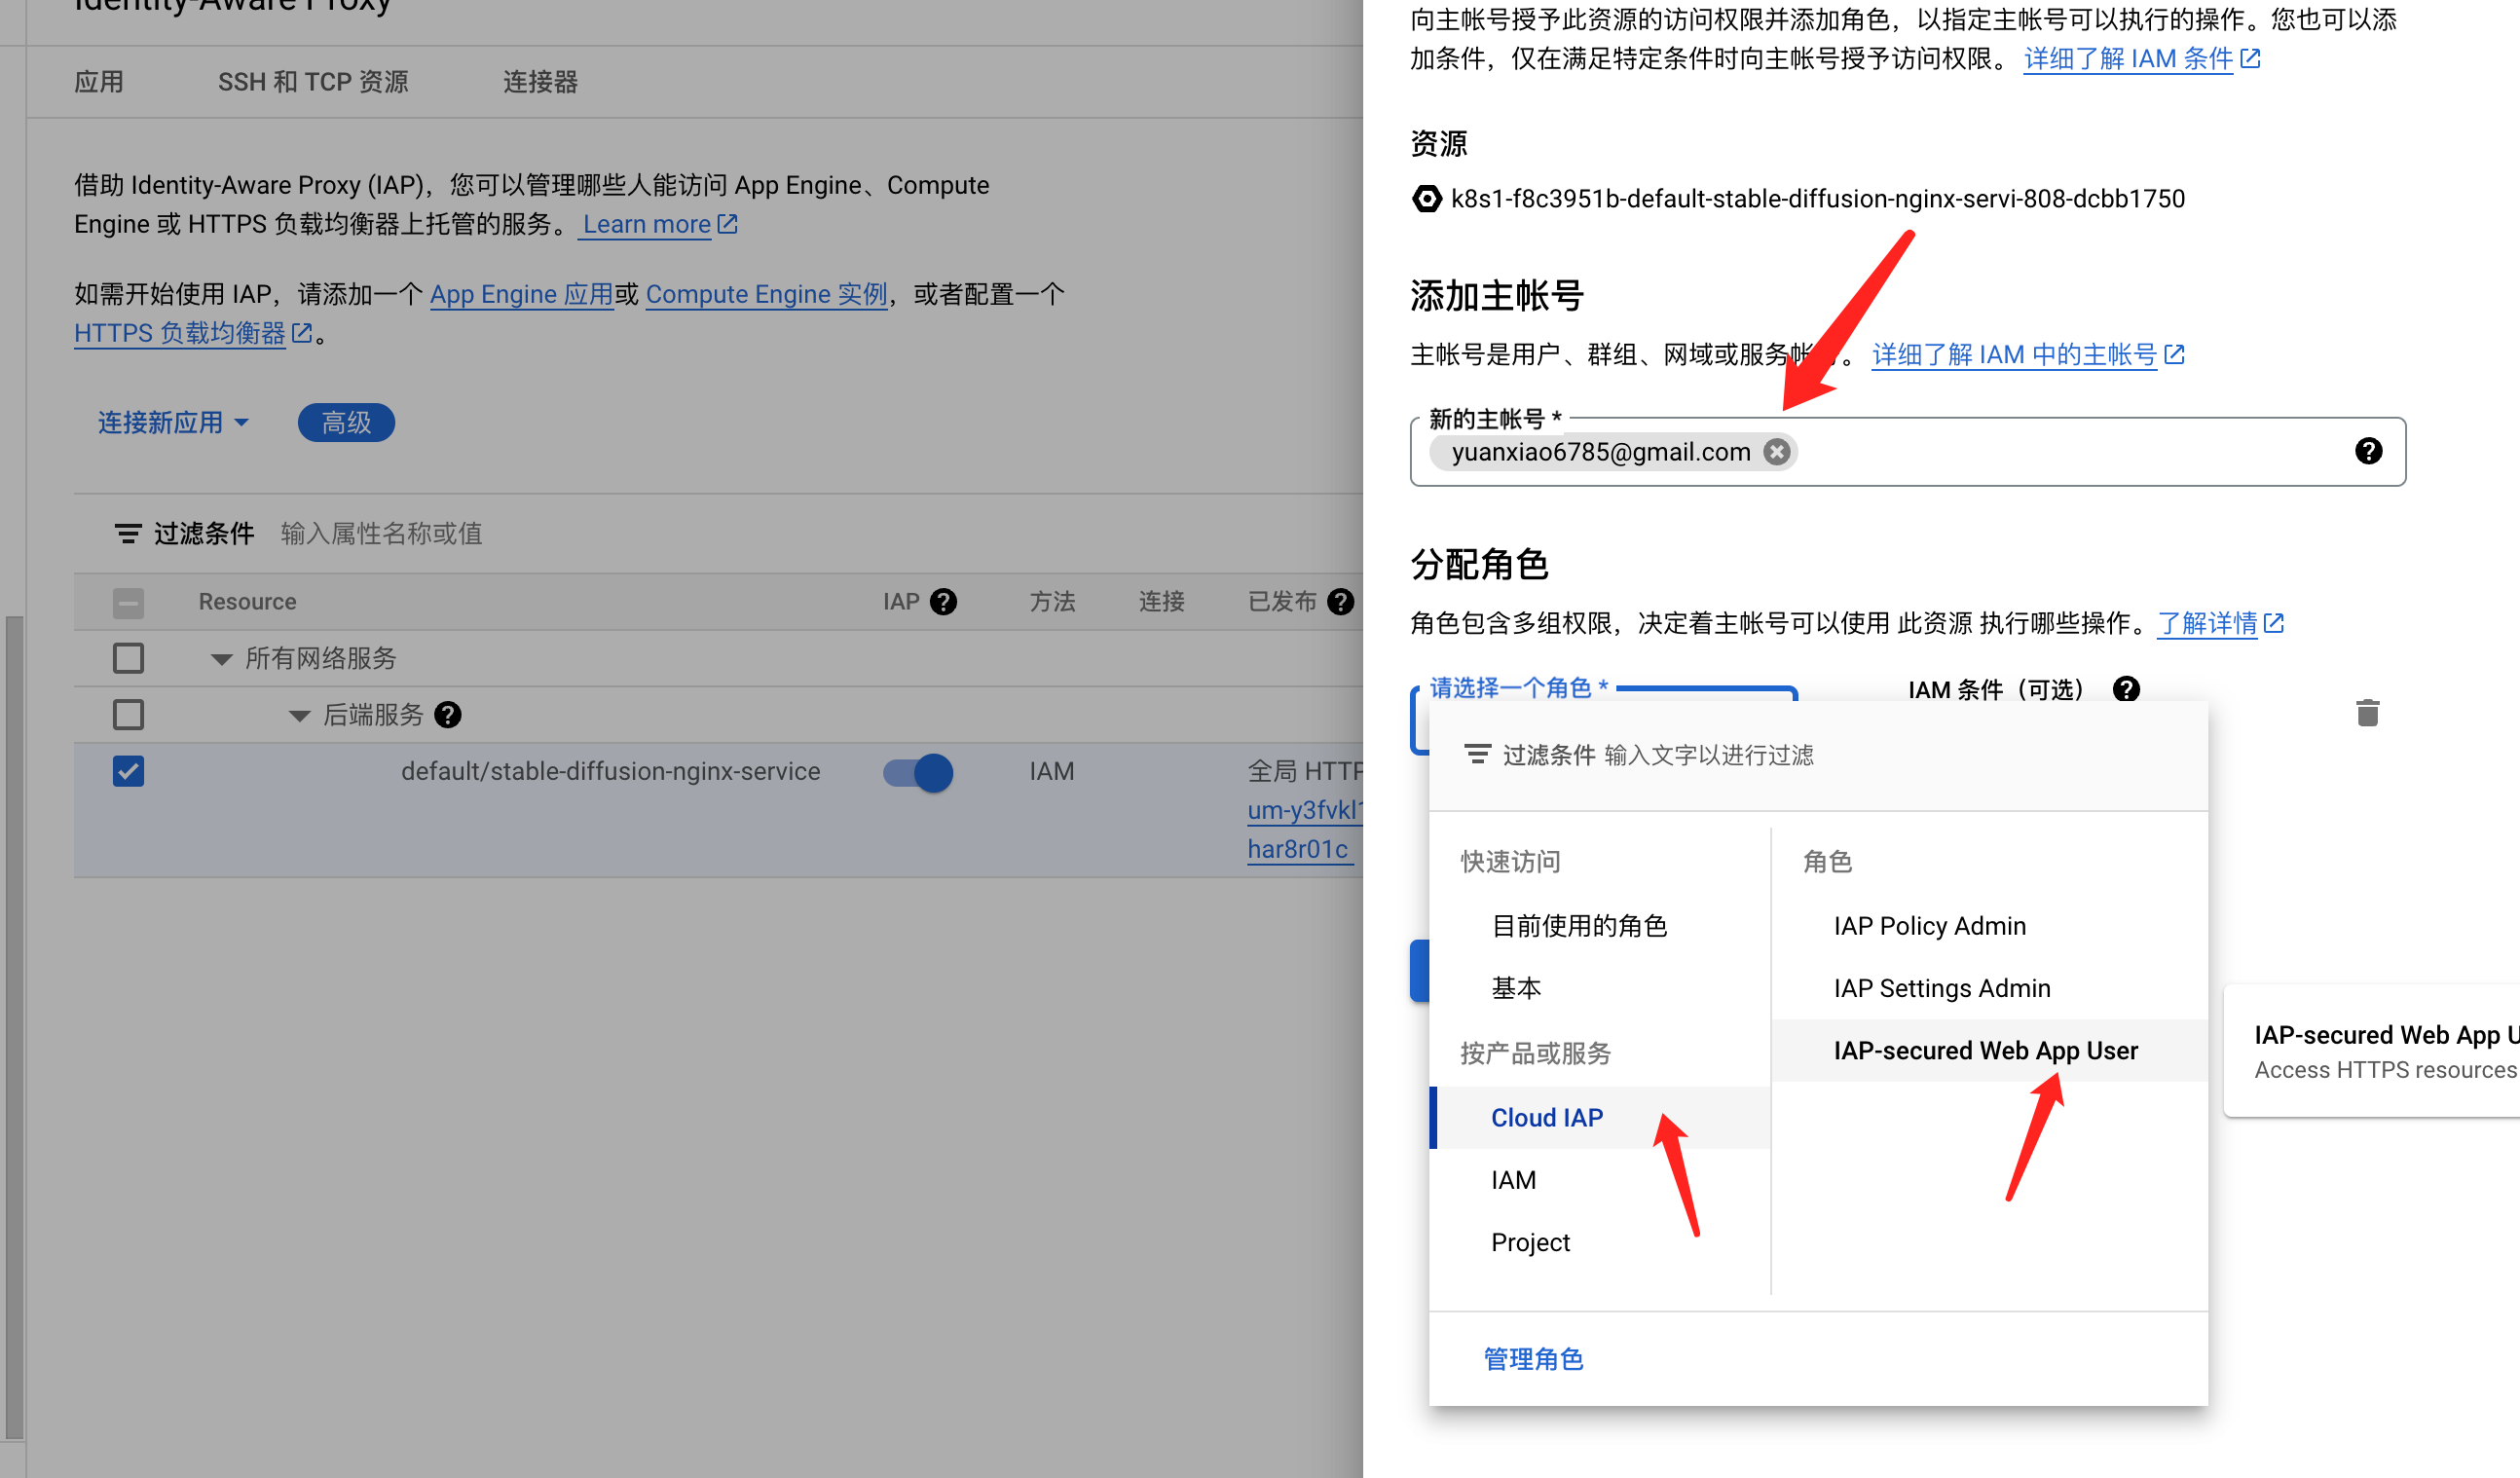 Identity-Aware Proxy
应用
SSH 和 TCP 资源
连接器
借助 Identity-Aware Proxy (IAP)，您可以管理哪些人能访问 App Engine、Compute
Engine 或 HTTPS 负载均衡器上托管的服务。 Learn more
如需开始使用 IAP，请添加一个 App Engine 应用或 Compute Engine 实例，或者配置一个
HTTPS 负载均衡器。
连接新应用
高级
过滤条件 输入属性名称或值
Resource
IAP
方法
连接
已发布
所有网络服务
后端服务
default/stable-diffusion-nginx-service
IAM
全局 HTTP
um-y3fvkl1
har8r01c
向主帐号授予此资源的访问权限并添加角色，以指定主帐号可以执行的操作。您也可以添
加条件，仅在满足特定条件时向主帐号授予访问权限。 详细了解 IAM 条件
资源
k8s1-f8c3951b-default-stable-diffusion-nginx-servi-808-dcbb1750
添加主帐号
主帐号是用户、群组、网域或服务帐号。 详细了解 IAM 中的主帐号
新的主帐号 *
yuanxiao6785@gmail.com
分配角色
角色包含多组权限，决定着主帐号可以使用 此资源 执行哪些操作。 了解详情
请选择一个角色 *
IAM 条件（可选）
过滤条件 输入文字以进行过滤
快速访问
目前使用的角色
基本
按产品或服务
Cloud IAP
IAM
Project
角色
IAP Policy Admin
IAP Settings Admin
IAP-secured Web App User
IAP-secured Web App U
Access HTTPS resources
管理角色